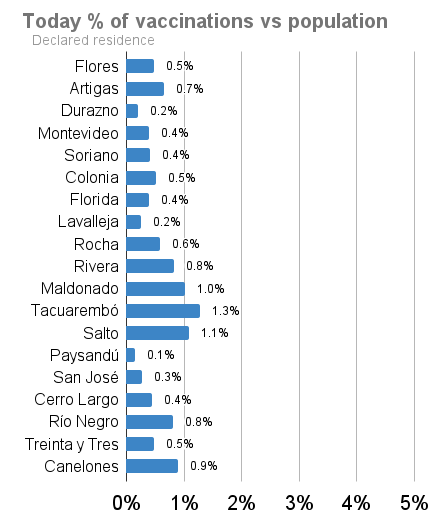 Today % of vaccinations vs population
Declared residence
Flores 0.5%
Artigas 0.7%
Durazno 0.2%
Montevideo 0.4%
Soriano 0.4%
Colonia 0.5%
Florida 0.4%
Lavalleja 0.2%
Rocha 0.6%
Rivera 0.8%
Maldonado 1.0%
Tacuarembó 1.3%
Salto 1.1%
Paysandú 0.1%
San José 0.3%
Cerro Largo 0.4%
Río Negro 0.8%
Treinta y Tres 0.5%
Canelones 0.9%
0% 1% 2% 3% 4% 5%